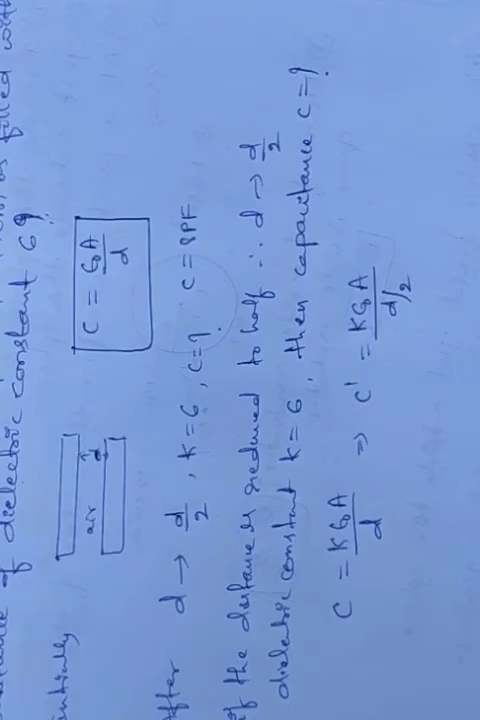 of dielectric constant 6?
Initially
air
d
C = ε₀A/d
After d → d/2, K=6, C=?. C = 8PF
of the distance is reduced to half ∴ d → d/2
dielectric constant K = 6, then capacitance C = ?
C = Kε₀A/d ⇒ C' = Kε₀A/d/2